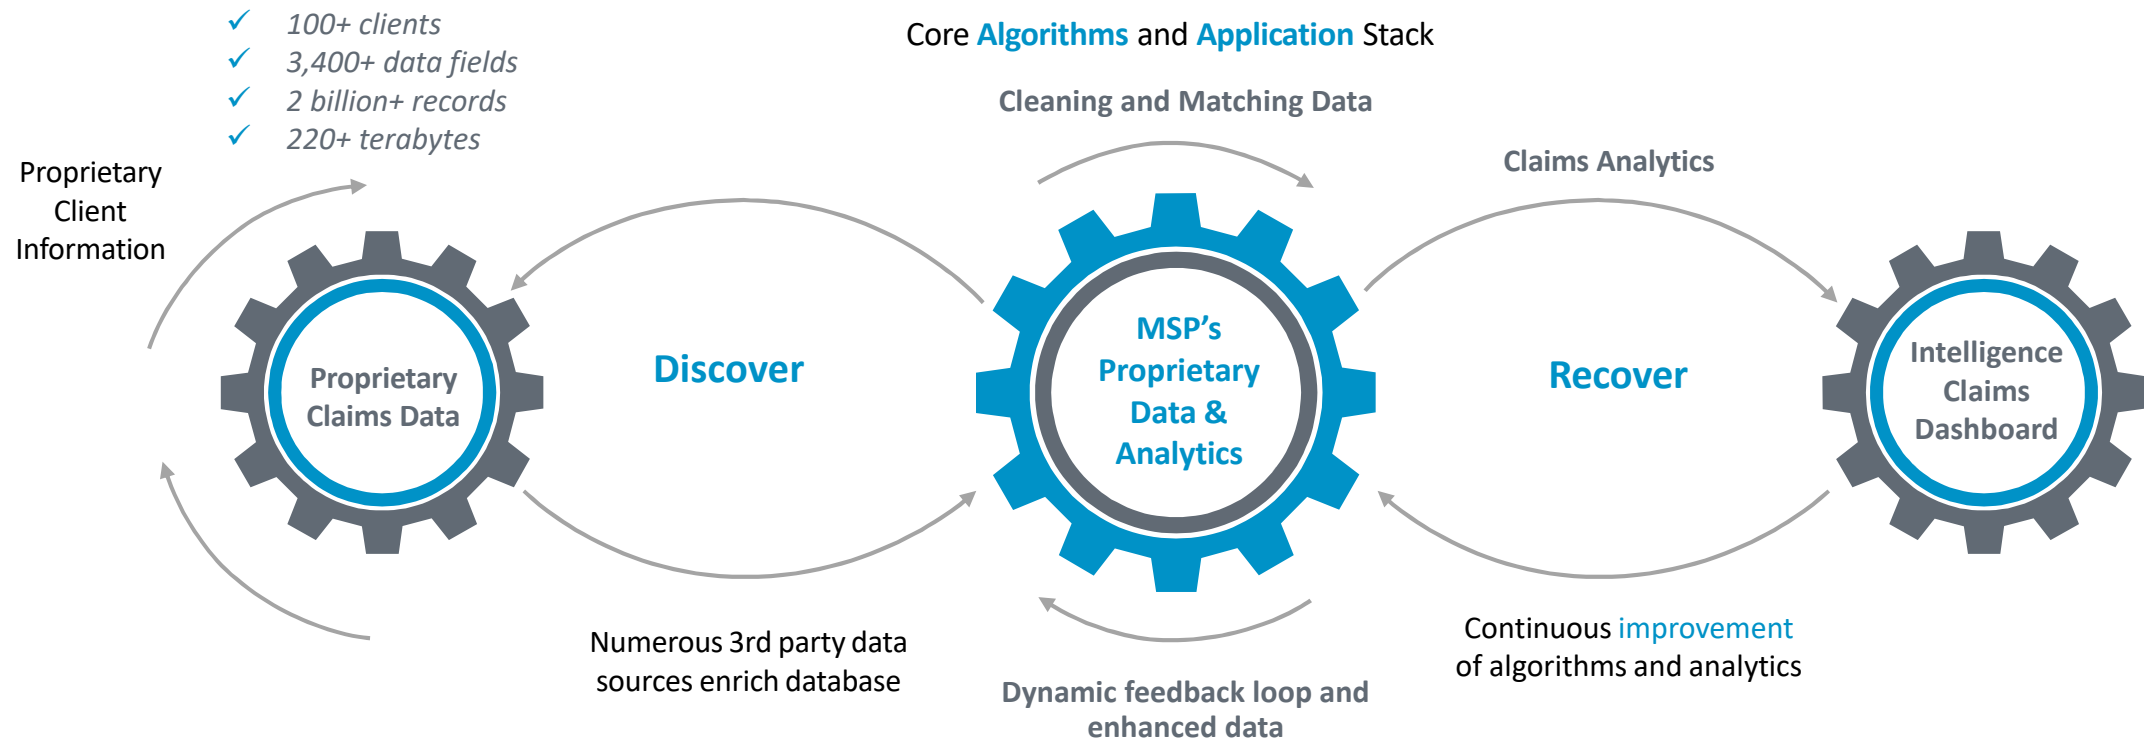 100+ clients
3,400+ data fields
2 billion+ records
220+ terabytes
Proprietary
Client
Information
Proprietary
Claims Data
Discover
Numerous 3rd party data
sources enrich database
Core Algorithms and Application Stack
Cleaning and Matching Data
MSP’s
Proprietary
Data &
Analytics
Dynamic feedback loop and
enhanced data
Claims Analytics
Recover
Continuous improvement
of algorithms and analytics
Intelligence
Claims
Dashboard